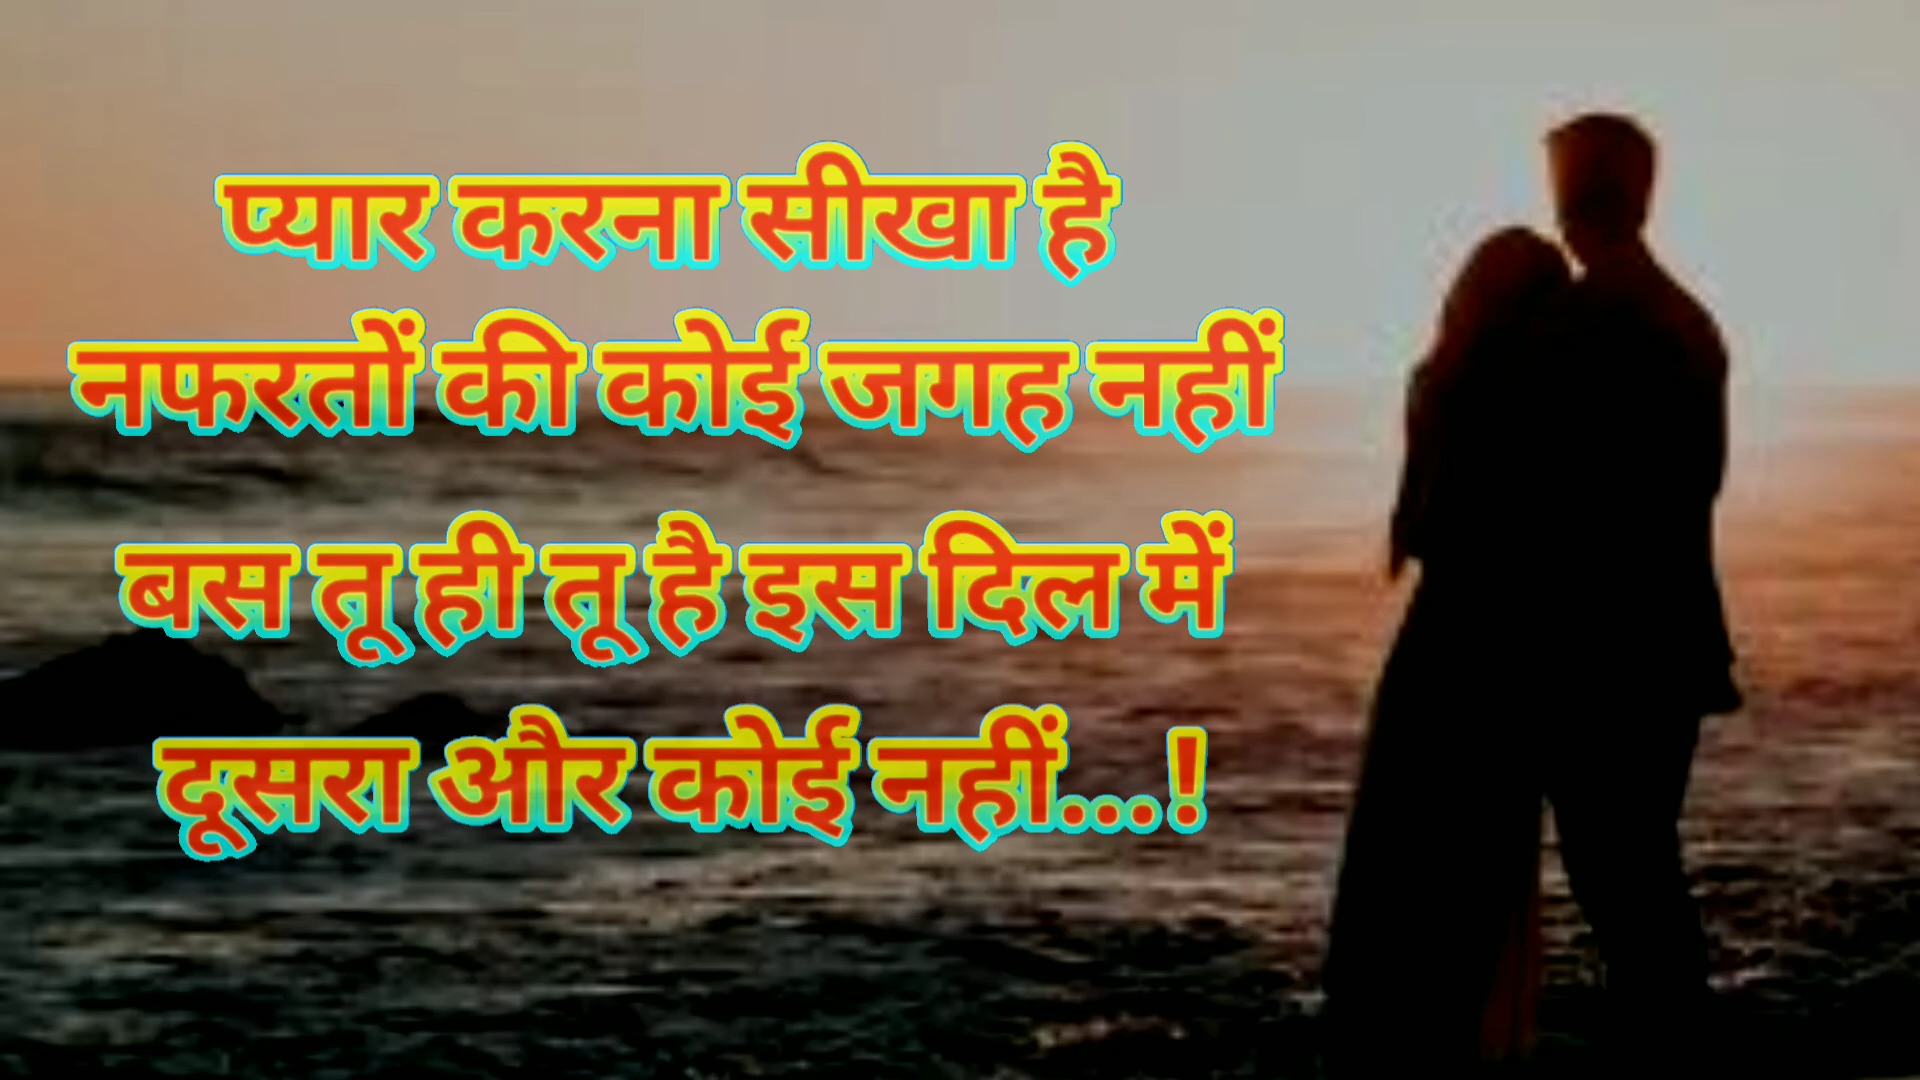 प्यार करना सीखा है
नफरतों की कोई जगह नहीं
बस तू ही तू है इस दिल में
दूसरा और कोई नहीं...!